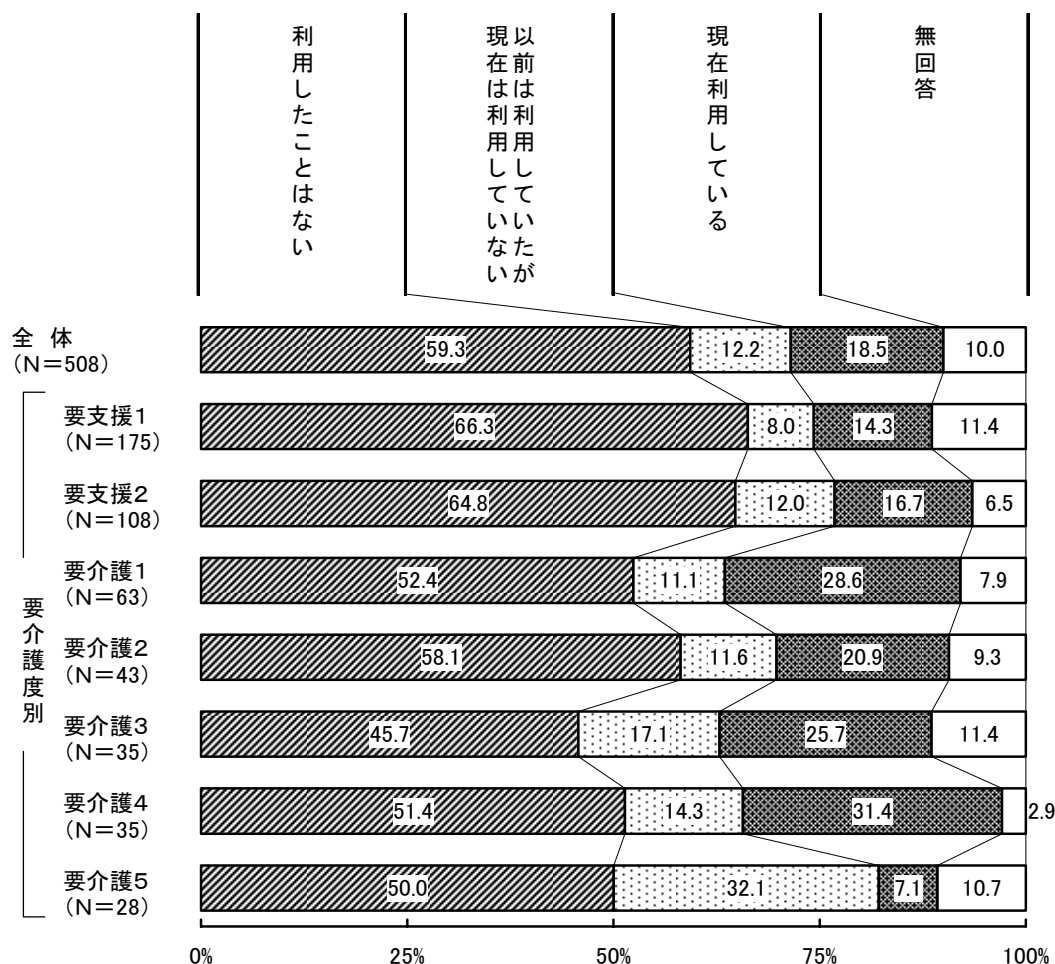 利用したことはない
以前は利用していたが
現在は利用していない
現在利用している
無回答
全 体
(N=508)
59.3
12.2
18.5
10.0
要介護度別
要支援1
(N=175)
66.3
8.0
14.3
11.4
要支援2
(N=108)
64.8
12.0
16.7
6.5
要介護1
(N=63)
52.4
11.1
28.6
7.9
要介護2
(N=43)
58.1
11.6
20.9
9.3
要介護3
(N=35)
45.7
17.1
25.7
11.4
要介護4
(N=35)
51.4
14.3
31.4
2.9
要介護5
(N=28)
50.0
32.1
7.1
10.7
0%
25%
50%
75%
100%